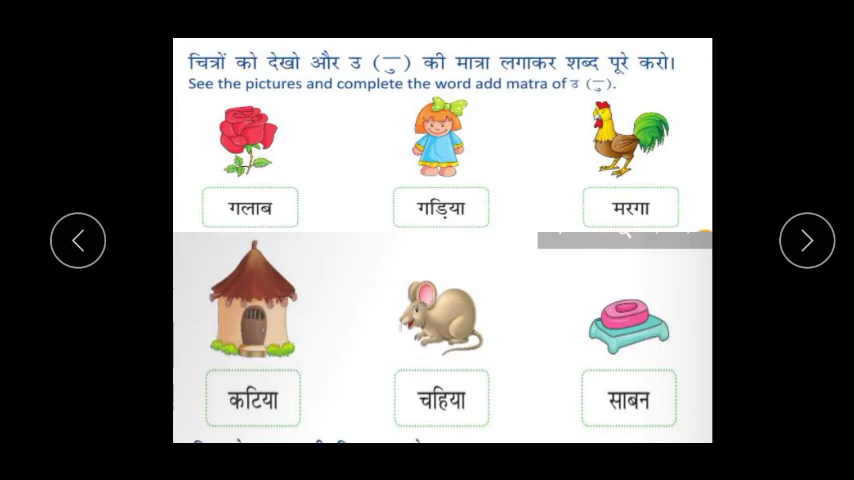 चित्रों को देखो और उ ( ु ) की मात्रा लगाकर शब्द पूरे करो।
See the pictures and complete the word add matra of उ ( ु ).
गलाब गड़िया मरगा
कटिया चहिया साबन